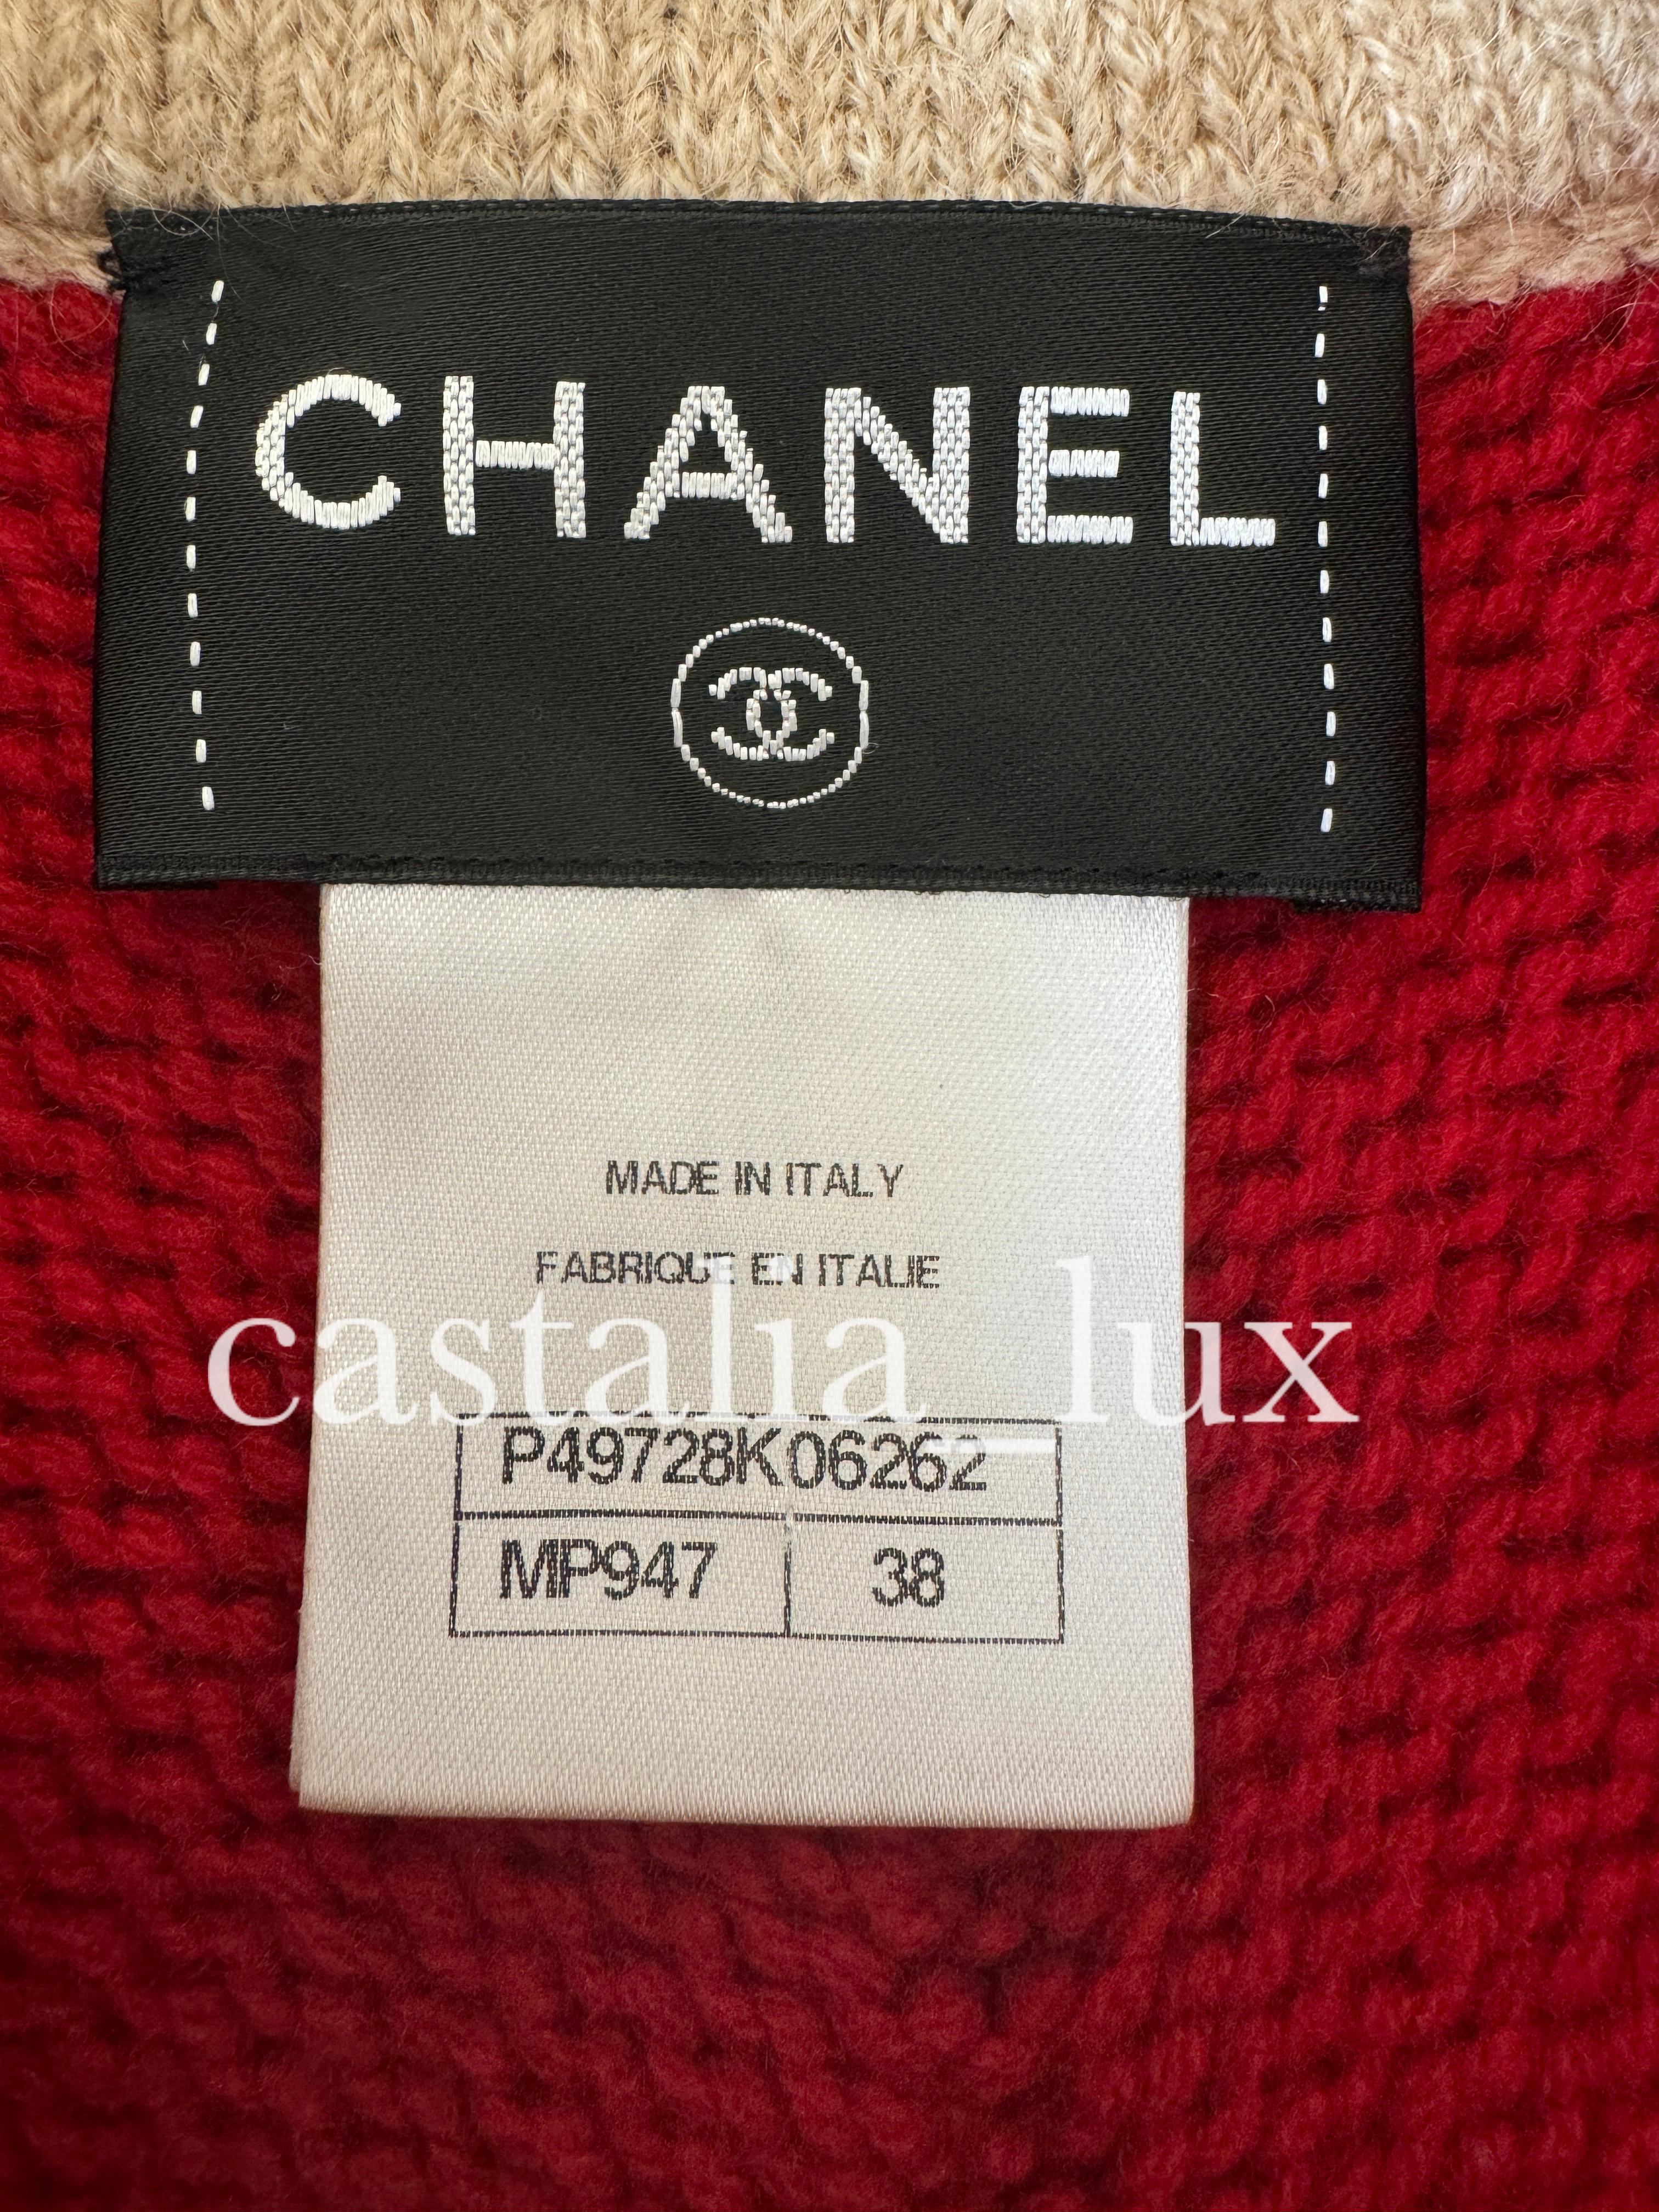 CHANEL
MADE IN ITALY
FABRIQUE EN ITALIE
castalia_lux
P49728K06262
MP947 38